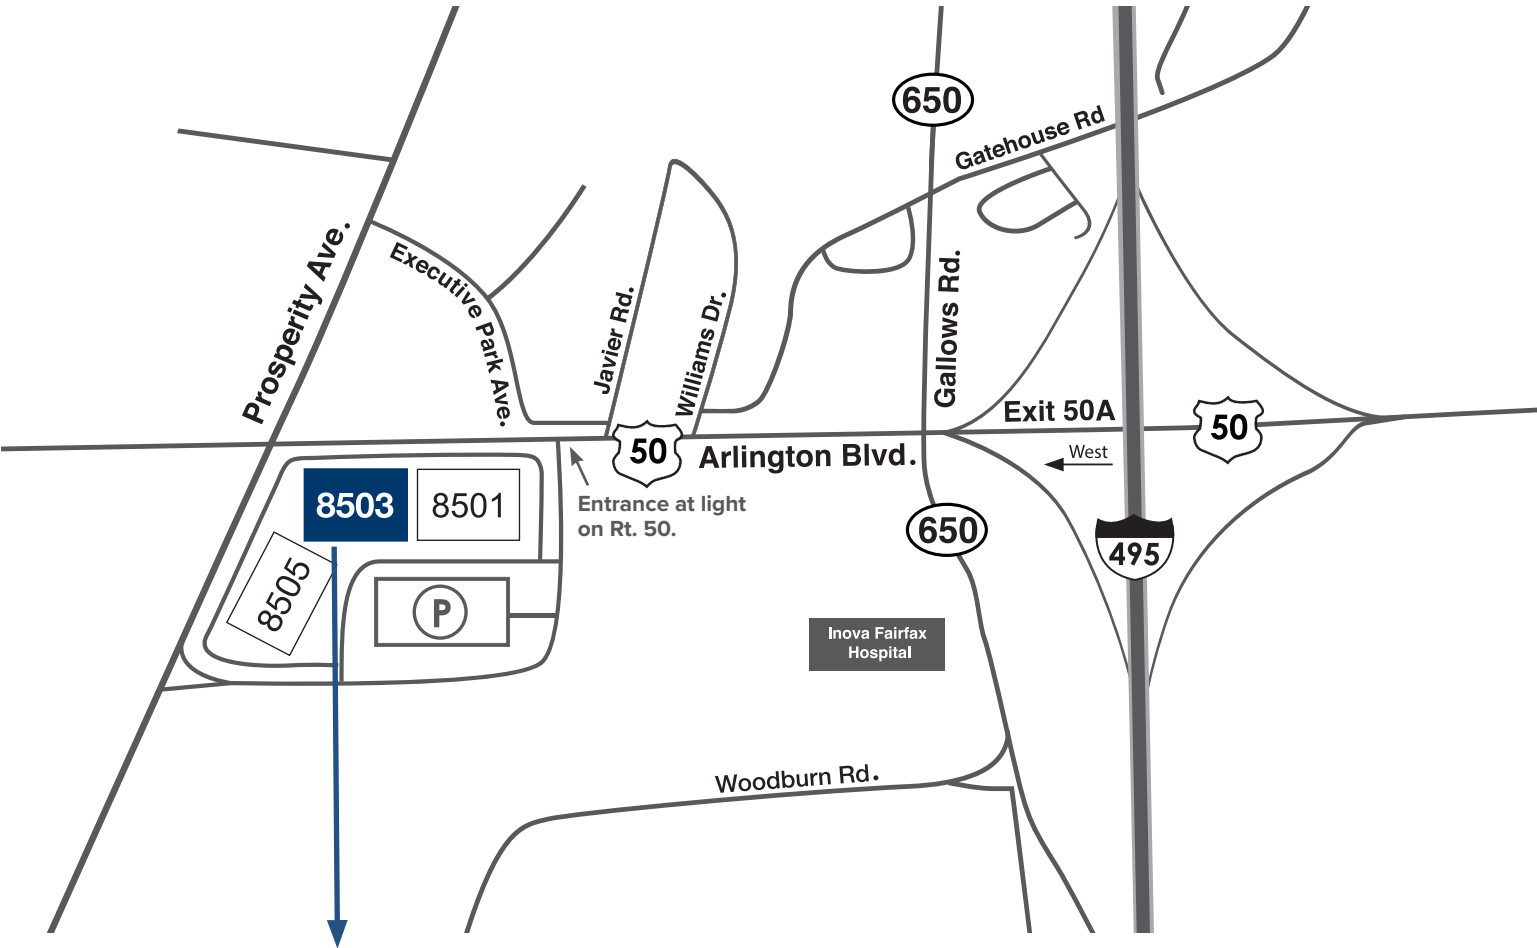 650
Gatehouse Rd
Prosperity Ave.
Executive Park Ave.
Javier Rd.
Williams Dr.
Gallows Rd.
Exit 50A
50
50
Arlington Blvd.
West
8503
8501
Entrance at light
on Rt. 50.
650
495
8505
P
Inova Fairfax
Hospital
Woodburn Rd.